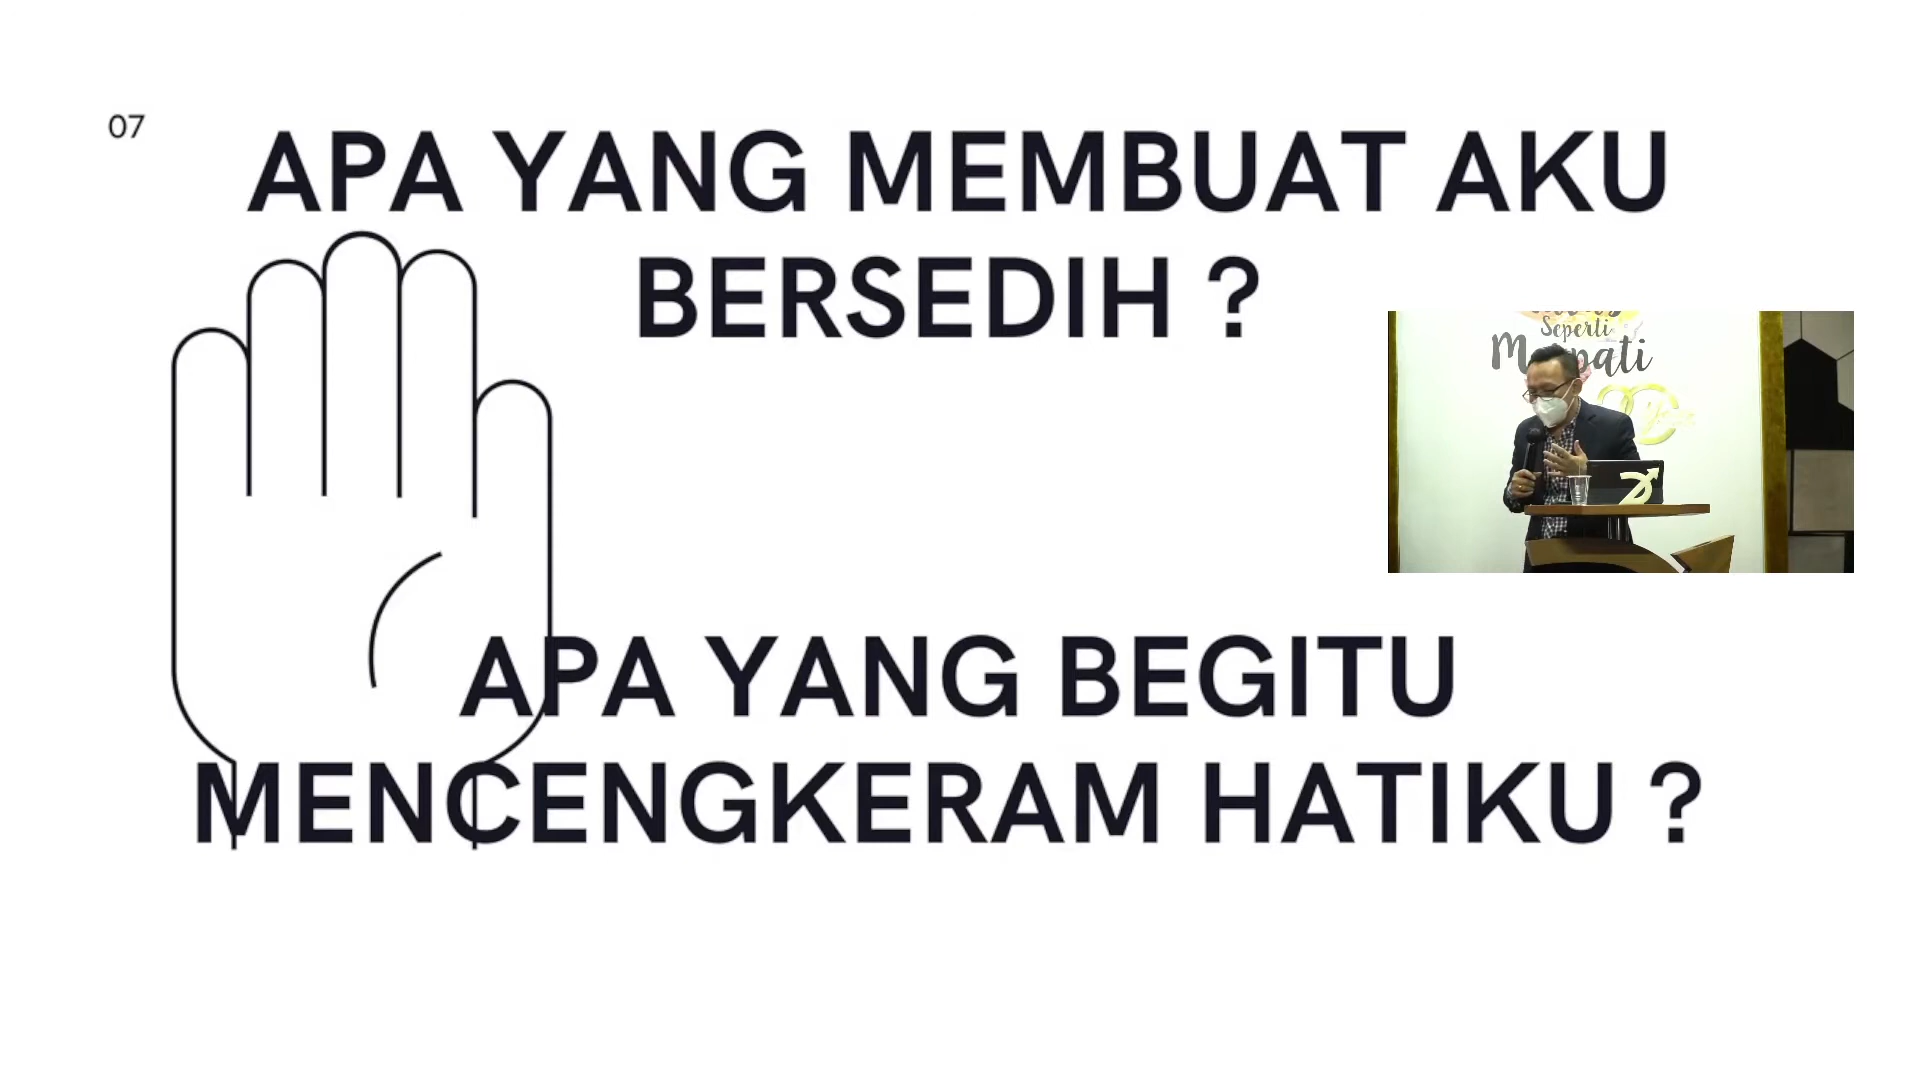 07
APA YANG MEMBUAT AKU
BERSEDIH ?
Seperti
APA YANG BEGITU
MENCENGKERAM HATIKU ?